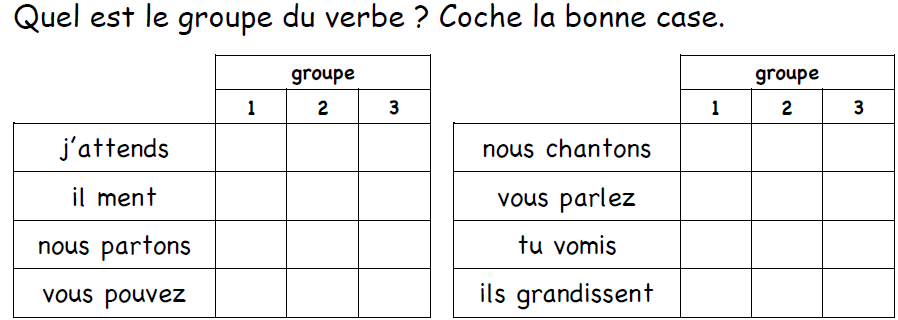 Quel est le groupe du verbe ? Coche la bonne case.
groupe
1 2 3
j'attends
il ment
nous partons
vous pouvez
groupe
1 2 3
nous chantons
vous parlez
tu vomis
ils grandissent